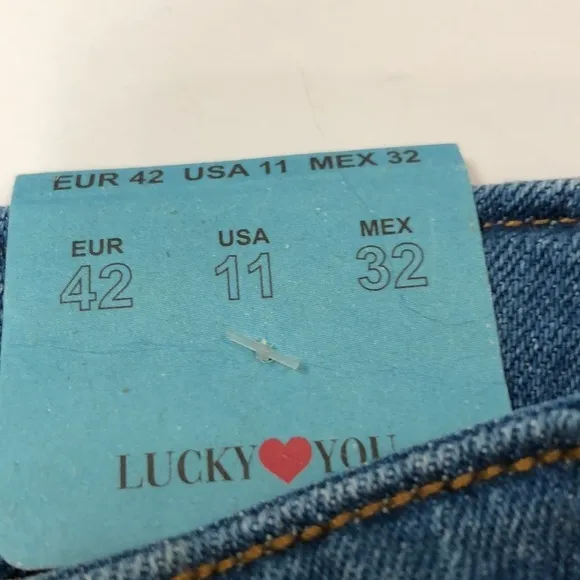 EUR 42 USA 11 MEX 32
EUR USA MEX
42 11 32
LUCKY YOU